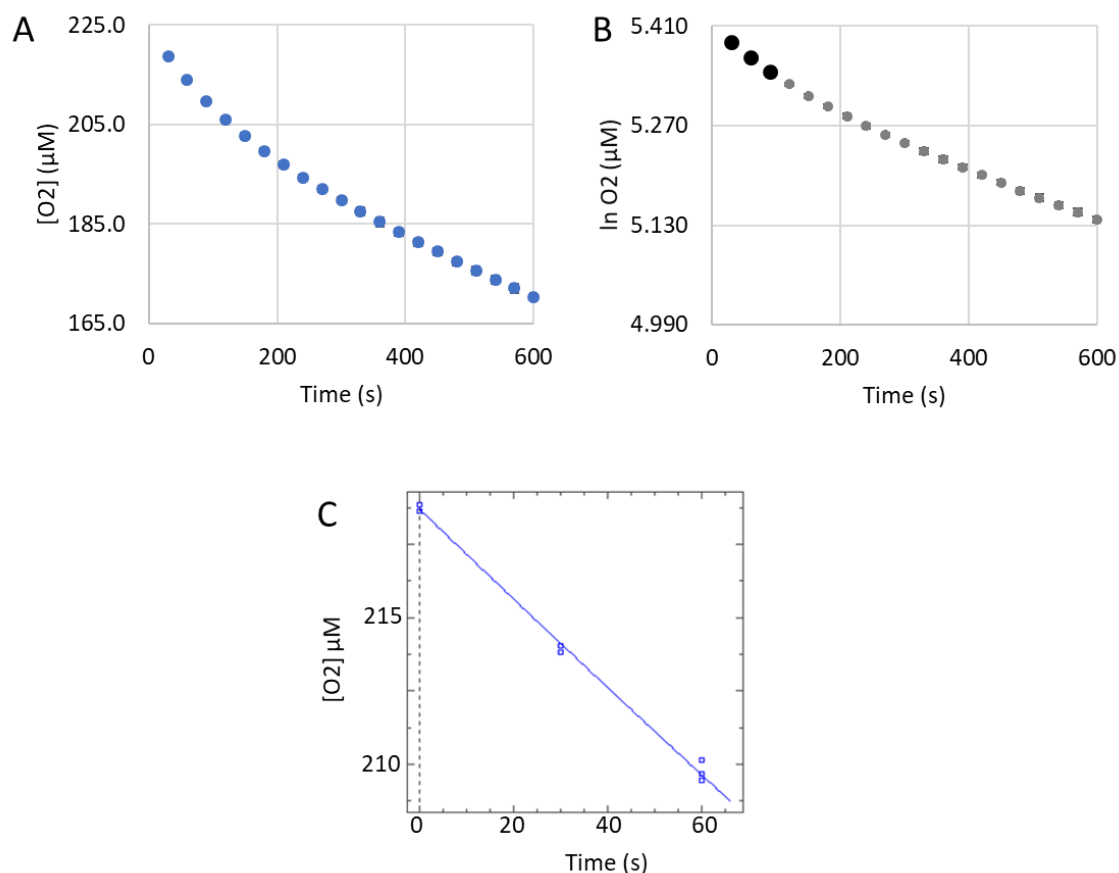 A
225.0
205.0
185.0
165.0
[O2] (μM)
0 200 400 600
Time (s)
B
5.410
5.270
5.130
4.990
ln O2 (μM)
0 200 400 600
Time (s)
C
215
210
[O2] μM
0 20 40 60
Time (s)